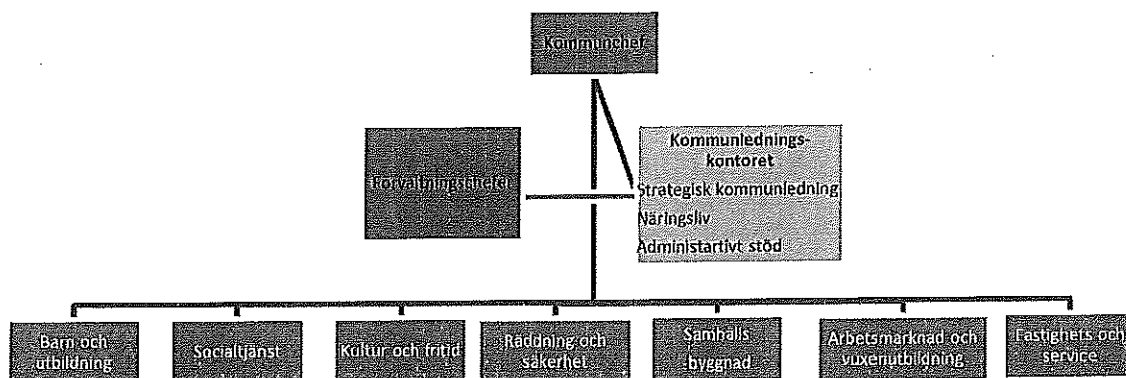 Kommunchef
Förvaltningschefer
Kommunlednings-
kontoret
Strategisk kommunledning
Näringsliv
Administartivt stöd
Barn och
utbildning
Socialtjänst
Kultur och fritid
Räddning och
säkerhet
Samhälls
byggnad
Arbetsmarknad och
vuxenutbildning
Fastighets och
service